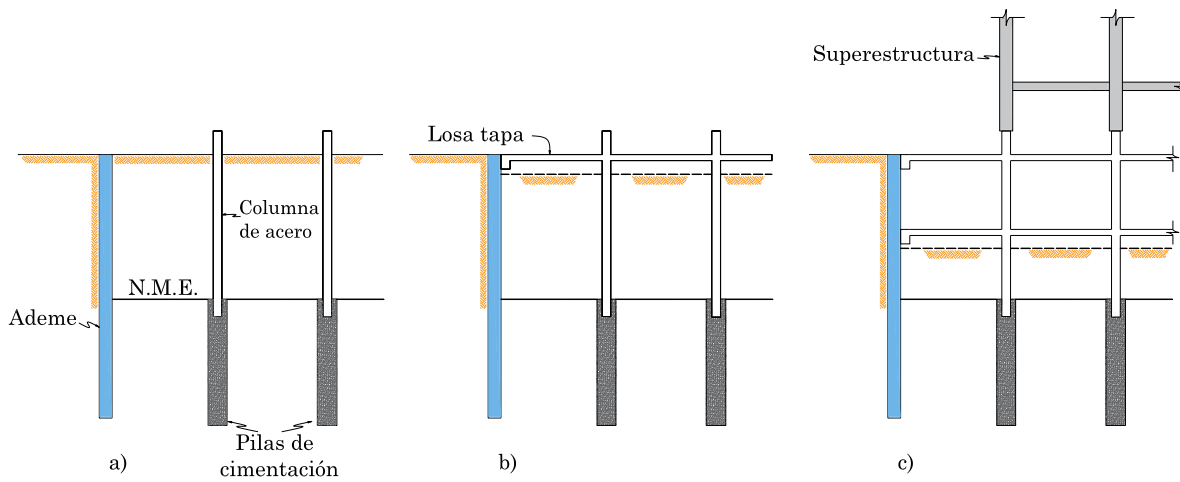 Columna
de acero
N.M.E.
Ademe
Pilas de
cimentación
a)
Losa tapa
b)
Superestructura
c)